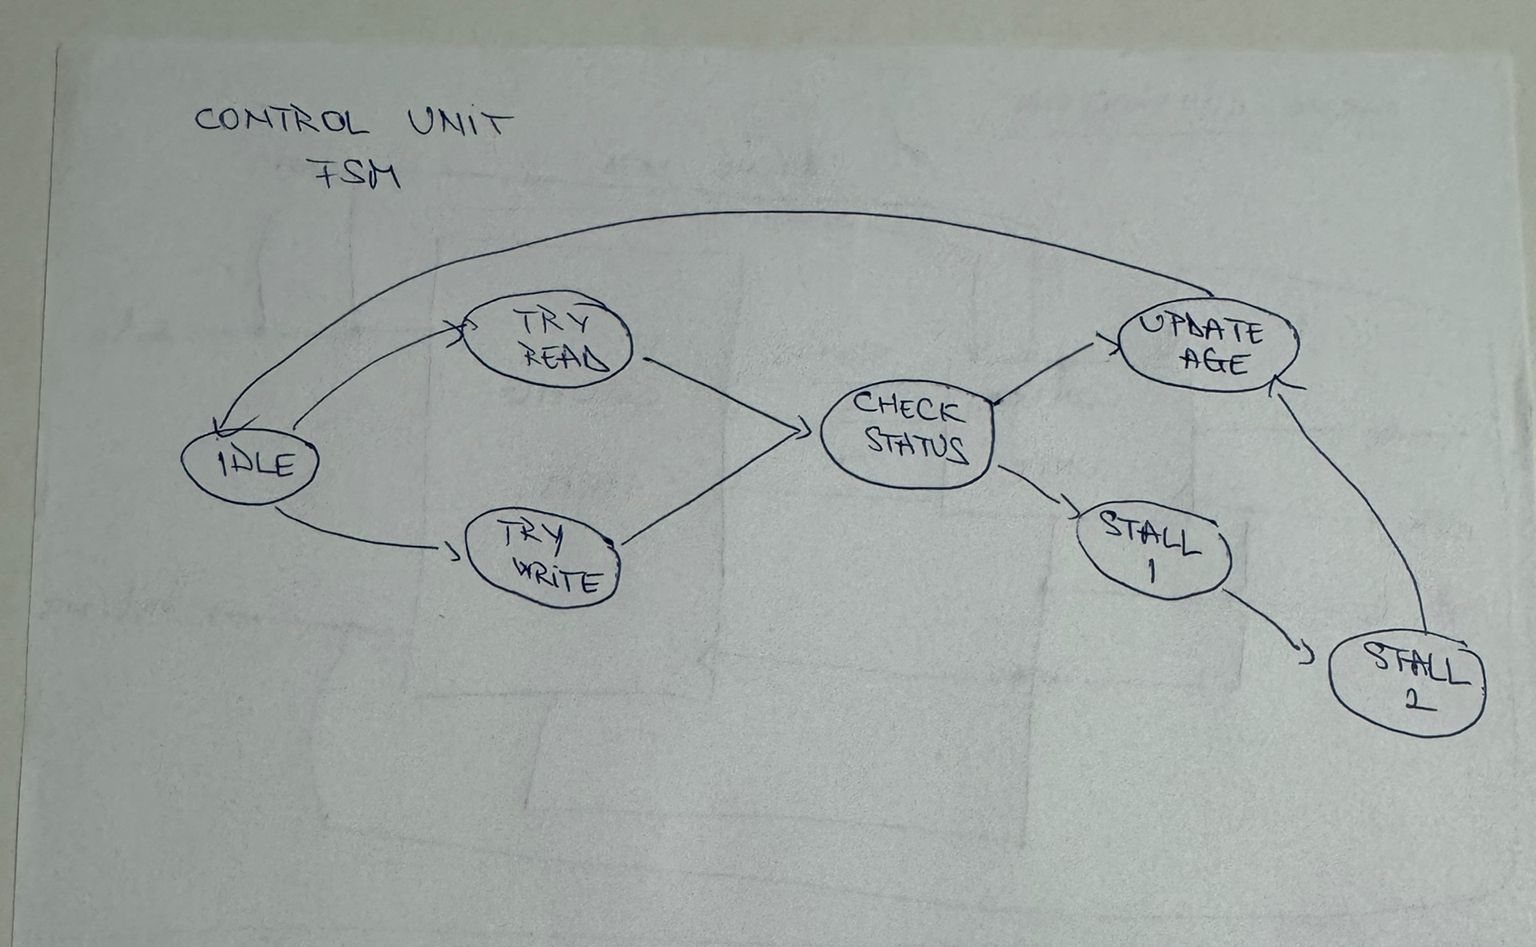 CONTROL UNIT
FSM
TRY
READ
UPDATE
AGE
CHECK
STATUS
IDLE
TRY
WRITE
STALL
1
STALL
2